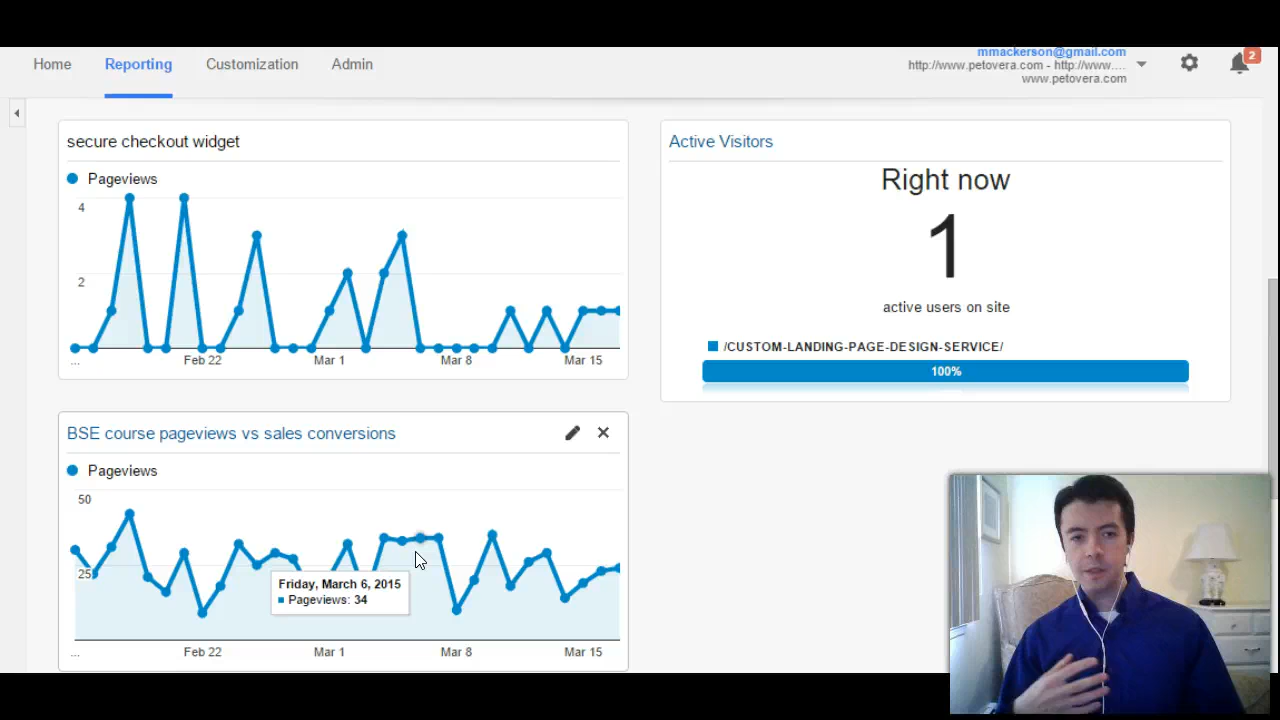 Home
Reporting
Customization
Admin
mmackerson@gmail.com
http://www.petovera.com - http://www....
www.petovera.com
2
secure checkout widget
Pageviews
4
2
...
Feb 22
Mar 1
Mar 8
Mar 15
Active Visitors
Right now
1
active users on site
/CUSTOM-LANDING-PAGE-DESIGN-SERVICE/
100%
BSE course pageviews vs sales conversions
Pageviews
50
25
Friday, March 6, 2015
Pageviews: 34
...
Feb 22
Mar 1
Mar 8
Mar 15